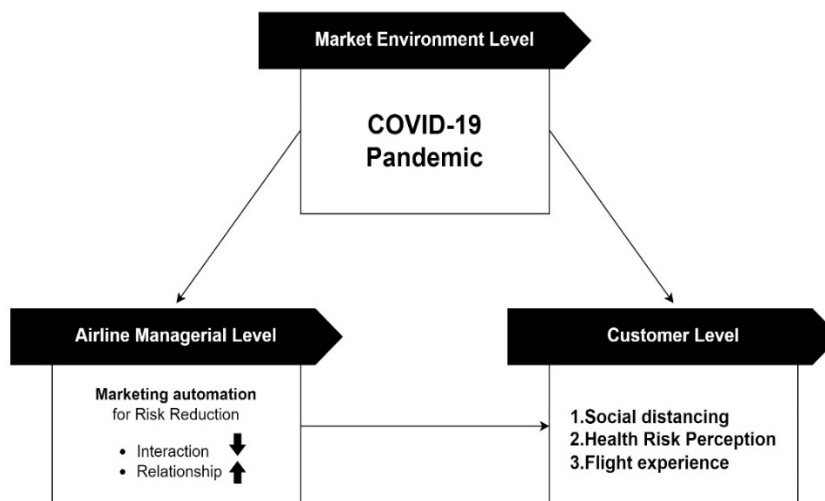 Market Environment Level
COVID-19
Pandemic
Airline Managerial Level
Marketing automation
for Risk Reduction
• Interaction
• Relationship
Customer Level
1.Social distancing
2.Health Risk Perception
3.Flight experience